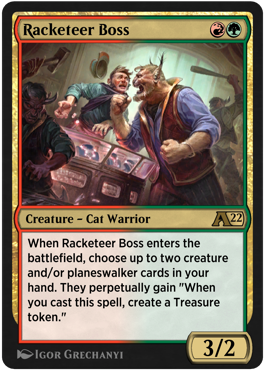 Racketeer Boss
Creature – Cat Warrior
A22
When Racketeer Boss enters the
battlefield, choose up to two creature
and/or planeswalker cards in your
hand. They perpetually gain "When
you cast this spell, create a Treasure
token."
3/2
Igor Grechanyi